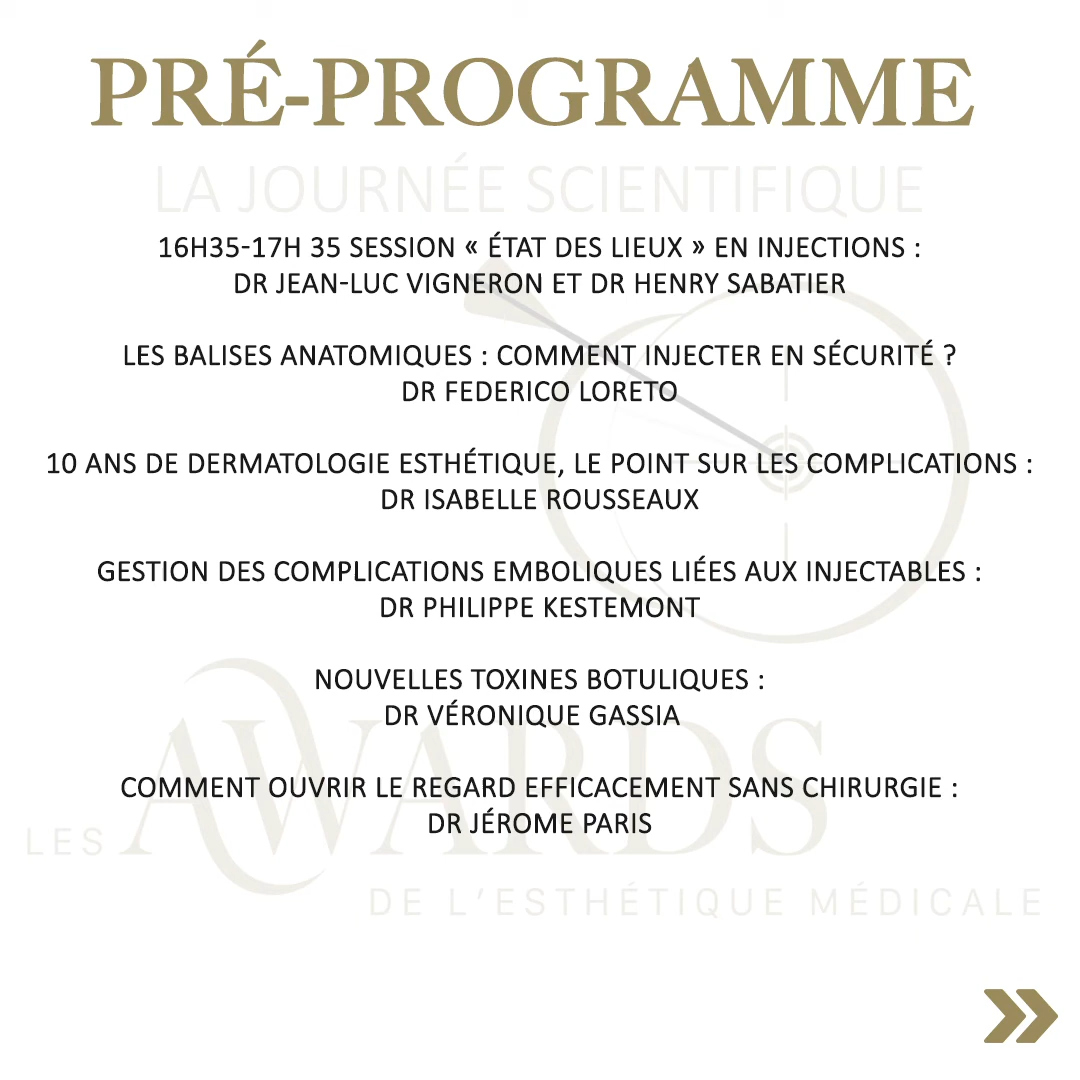 PRÉ-PROGRAMME
LA JOURNÉE SCIENTIFIQUE
16H35-17H 35 SESSION « ÉTAT DES LIEUX » EN INJECTIONS :
DR JEAN-LUC VIGNERON ET DR HENRY SABATIER
LES BALISES ANATOMIQUES : COMMENT INJECTER EN SÉCURITÉ ?
DR FEDERICO LORETO
10 ANS DE DERMATOLOGIE ESTHÉTIQUE, LE POINT SUR LES COMPLICATIONS :
DR ISABELLE ROUSSEAUX
GESTION DES COMPLICATIONS EMBOLIQUES LIÉES AUX INJECTABLES :
DR PHILIPPE KESTEMONT
NOUVELLES TOXINES BOTULIQUES :
DR VÉRONIQUE GASSIA
COMMENT OUVRIR LE REGARD EFFICACEMENT SANS CHIRURGIE :
DR JÉROME PARIS
LES AWARDS
DE L'ESTHÉTIQUE MÉDICALE